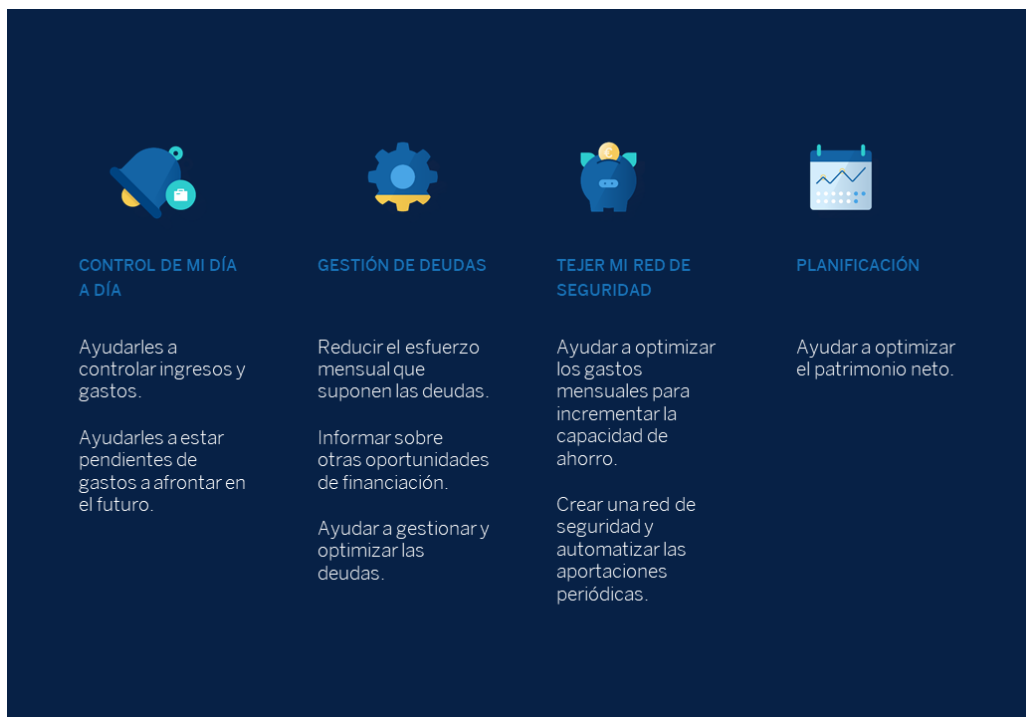 CONTROL DE MI DÍA
A DÍA
Ayudarles a
controlar ingresos y
gastos.
Ayudarles a estar
pendientes de
gastos a afrontar en
el futuro.
GESTIÓN DE DEUDAS
Reducir el esfuerzo
mensual que
suponen las deudas.
Informar sobre
otras oportunidades
de financiación.
Ayudar a gestionar y
optimizar las
deudas.
TEJER MI RED DE
SEGURIDAD
Ayudar a optimizar
los gastos
mensuales para
incrementar la
capacidad de
ahorro.
Crear una red de
seguridad y
automatizar las
aportaciones
periódicas.
PLANIFICACIÓN
Ayudar a optimizar
el patrimonio neto.